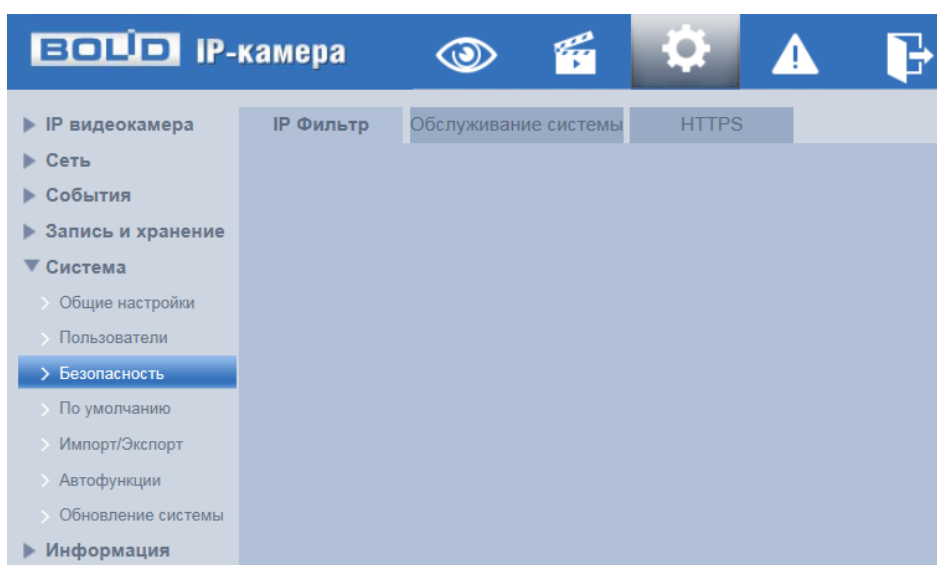 BOLID IP-камера
IP видеокамера
Сеть
События
Запись и хранение
Система
Общие настройки
Пользователи
Безопасность
По умолчанию
Импорт/Экспорт
Автофункции
Обновление системы
Информация
IP Фильтр
Обслуживание системы
HTTPS